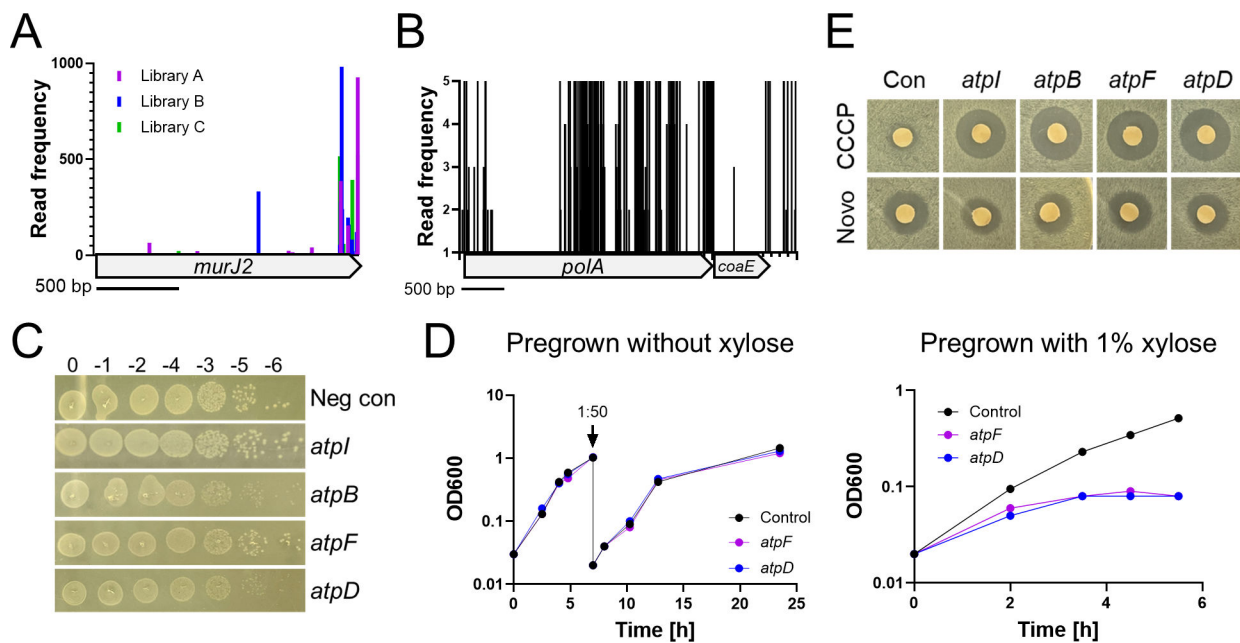 A
Read frequency
1000
500
0
Library A
Library B
Library C
murJ2
500 bp
B
Read frequency
5
4
3
2
1
polA
coaE
500 bp
E
Con atpI atpB atpF atpD
CCCP
Novo
C
0 -1 -2 -4 -3 -5 -6
Neg con
atpI
atpB
atpF
atpD
D
Pregrown without xylose
OD600
10
1
0.1
0.01
1:50
Control
atpF
atpD
0 5 10 15 20 25
Time [h]
Pregrown with 1% xylose
OD600
1
0.1
0.01
Control
atpF
atpD
0 2 4 6
Time [h]